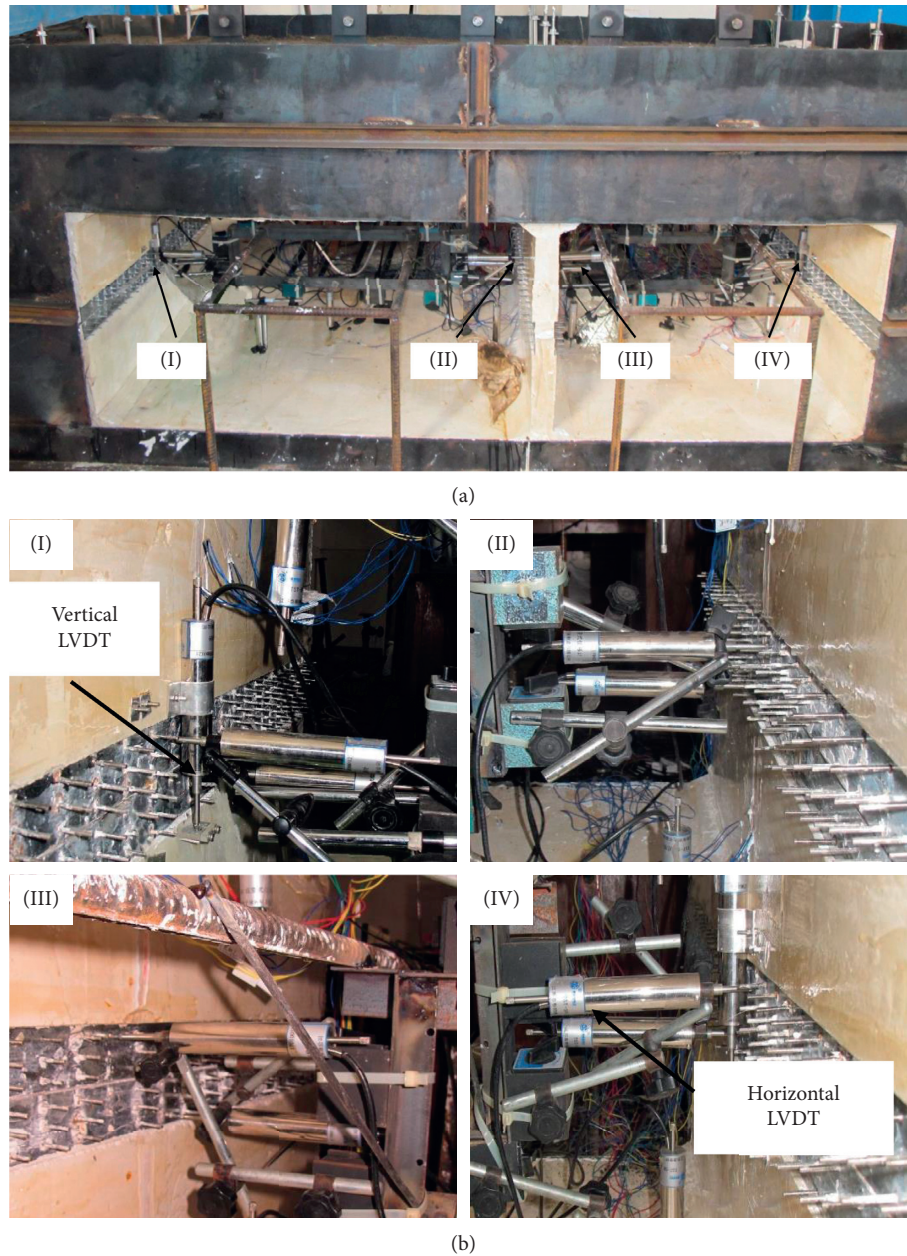 (I)
(II)
(III)
(IV)
(a)
(I)
Vertical
LVDT
(II)
(III)
(IV)
Horizontal
LVDT
(b)